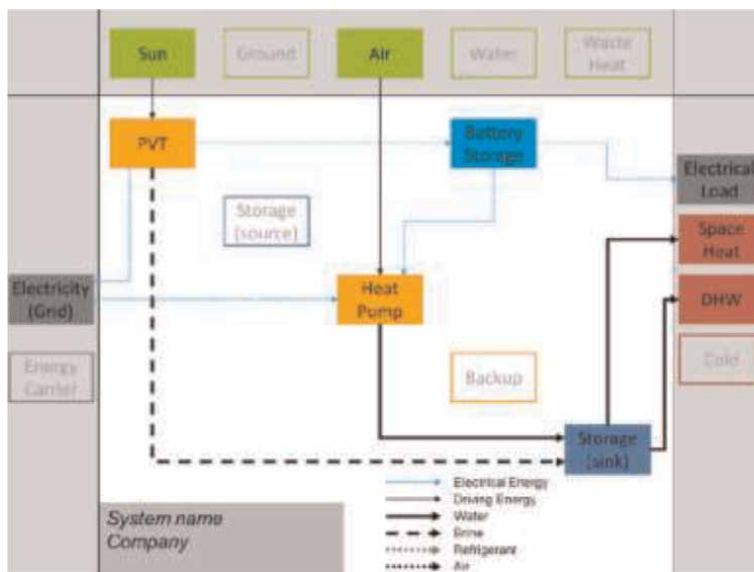 Sun
Ground
Air
Water
Waste
Heat
PVT
Battery
Storage
Electrical
Load
Storage
(source)
Space
Heat
Electricity
(Grid)
Heat
Pump
DHW
Energy
Carrier
Backup
Cold
Storage
(sink)
Electrical Energy
Driving Energy
Water
Brine
Refrigerant
Air
System name
Company